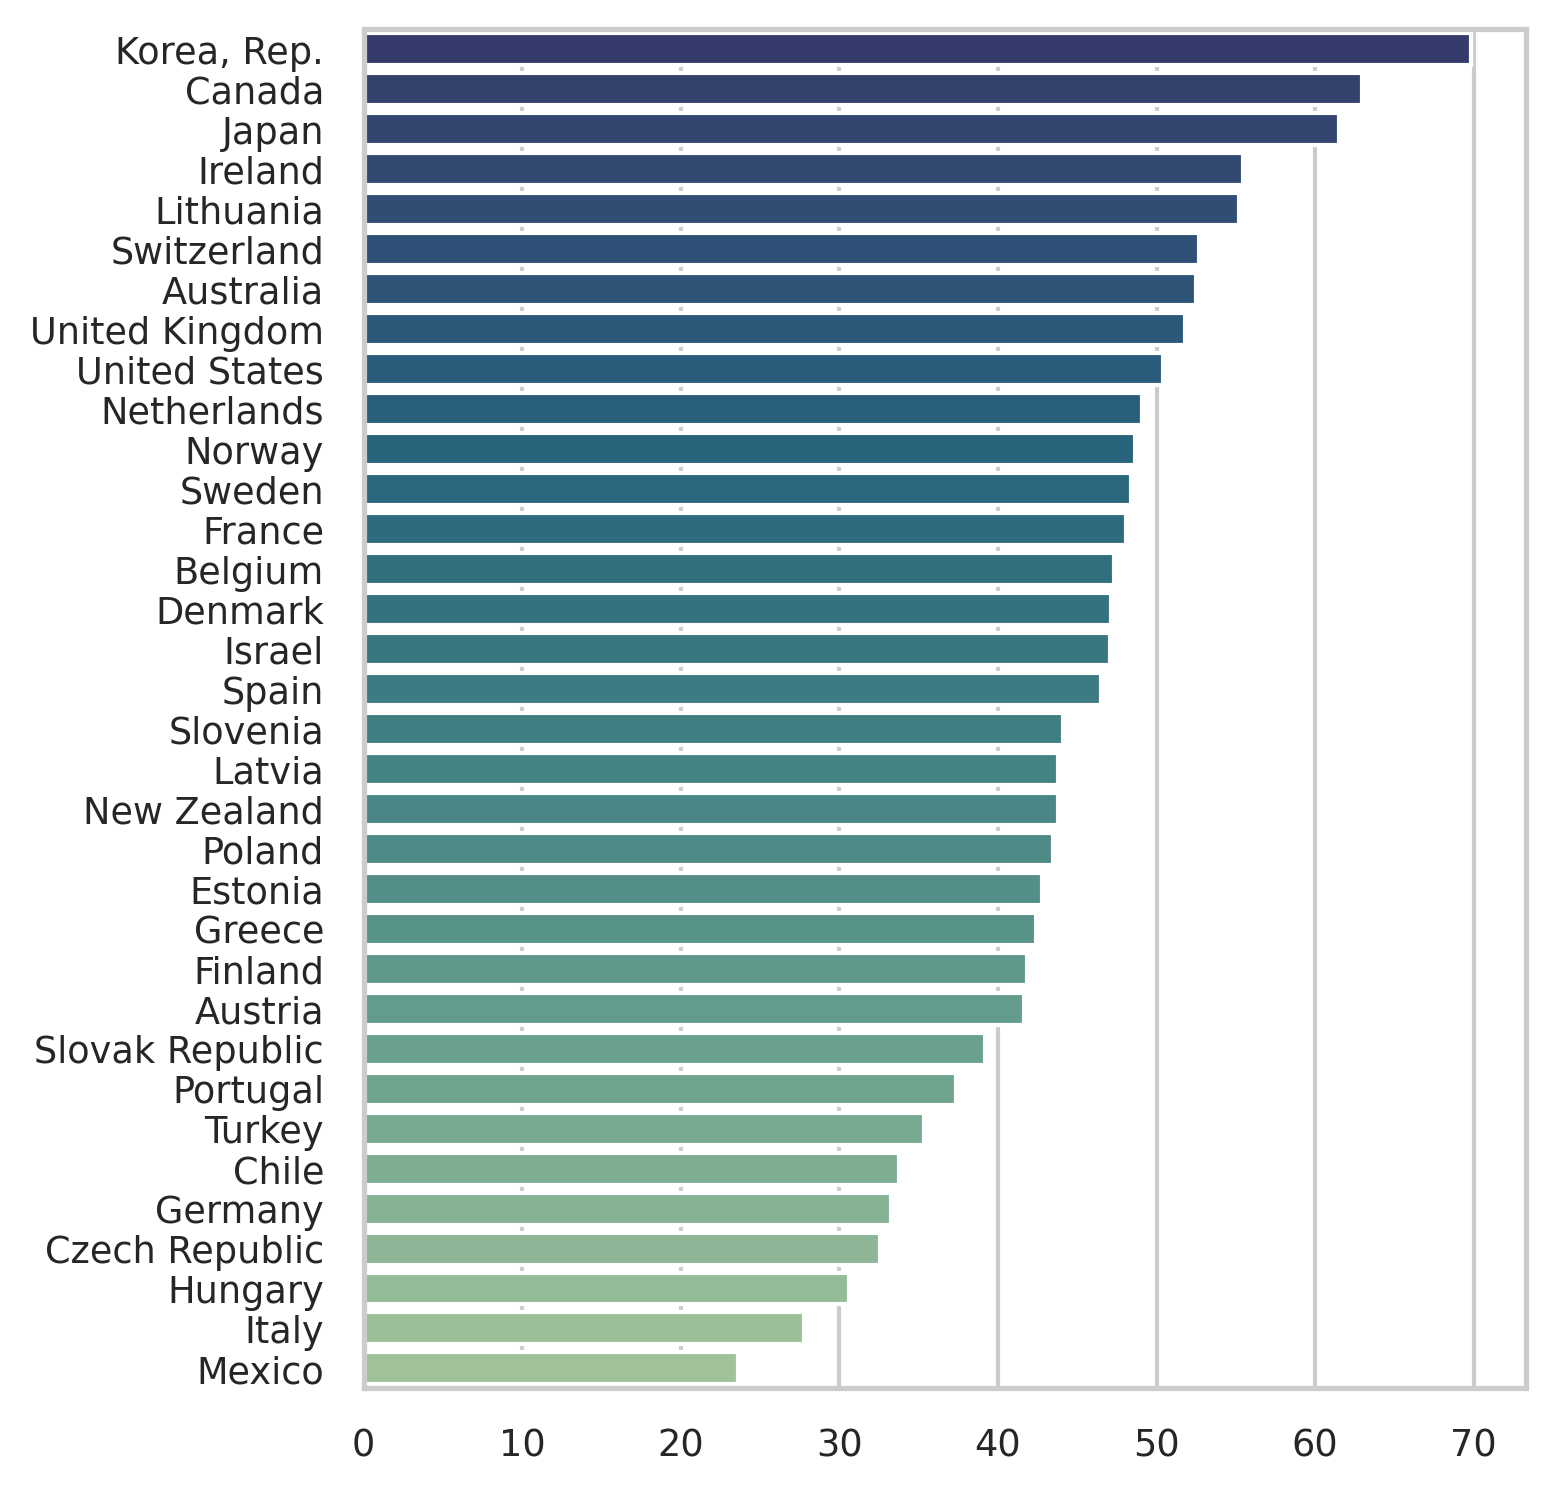 Korea, Rep.
Canada
Japan
Ireland
Lithuania
Switzerland
Australia
United Kingdom
United States
Netherlands
Norway
Sweden
France
Belgium
Denmark
Israel
Spain
Slovenia
Latvia
New Zealand
Poland
Estonia
Greece
Finland
Austria
Slovak Republic
Portugal
Turkey
Chile
Germany
Czech Republic
Hungary
Italy
Mexico
0 10 20 30 40 50 60 70